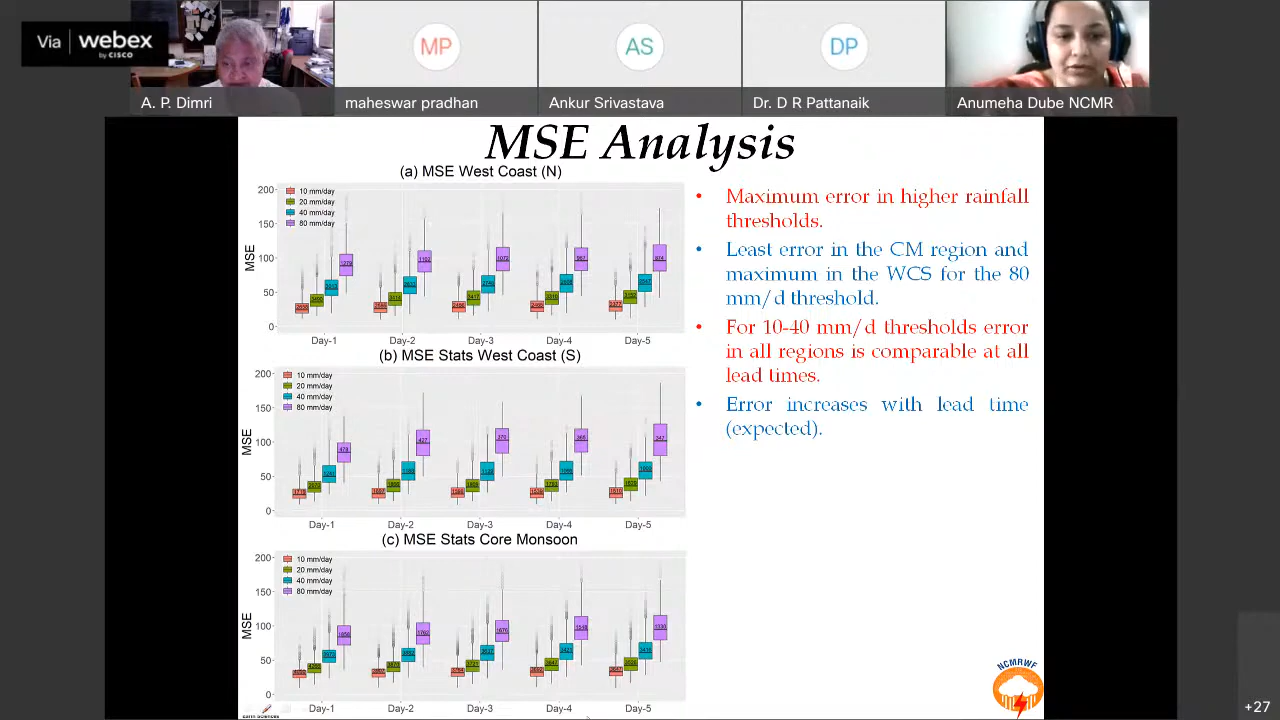 Via webex
by CISCO
MP
AS
DP
A. P. Dimri
maheswar pradhan
Ankur Srivastava
Dr. D R Pattanaik
Anumeha Dube NCMR
MSE Analysis
(a) MSE West Coast (N)
10 mm/day
20 mm/day
40 mm/day
80 mm/day
200
150
100
50
0
MSE
Day-1
Day-2
Day-3
Day-4
Day-5
(b) MSE Stats West Coast (S)
10 mm/day
20 mm/day
40 mm/day
80 mm/day
200
150
100
50
0
MSE
Day-1
Day-2
Day-3
Day-4
Day-5
(c) MSE Stats Core Monsoon
10 mm/day
20 mm/day
40 mm/day
80 mm/day
200
150
100
50
0
MSE
Day-1
Day-2
Day-3
Day-4
Day-5
• Maximum error in higher rainfall
thresholds.
• Least error in the CM region and
maximum in the WCS for the 80
mm/d threshold.
• For 10-40 mm/d thresholds error
in all regions is comparable at all
lead times.
• Error increases with lead time
(expected).
NCMRWF
+27